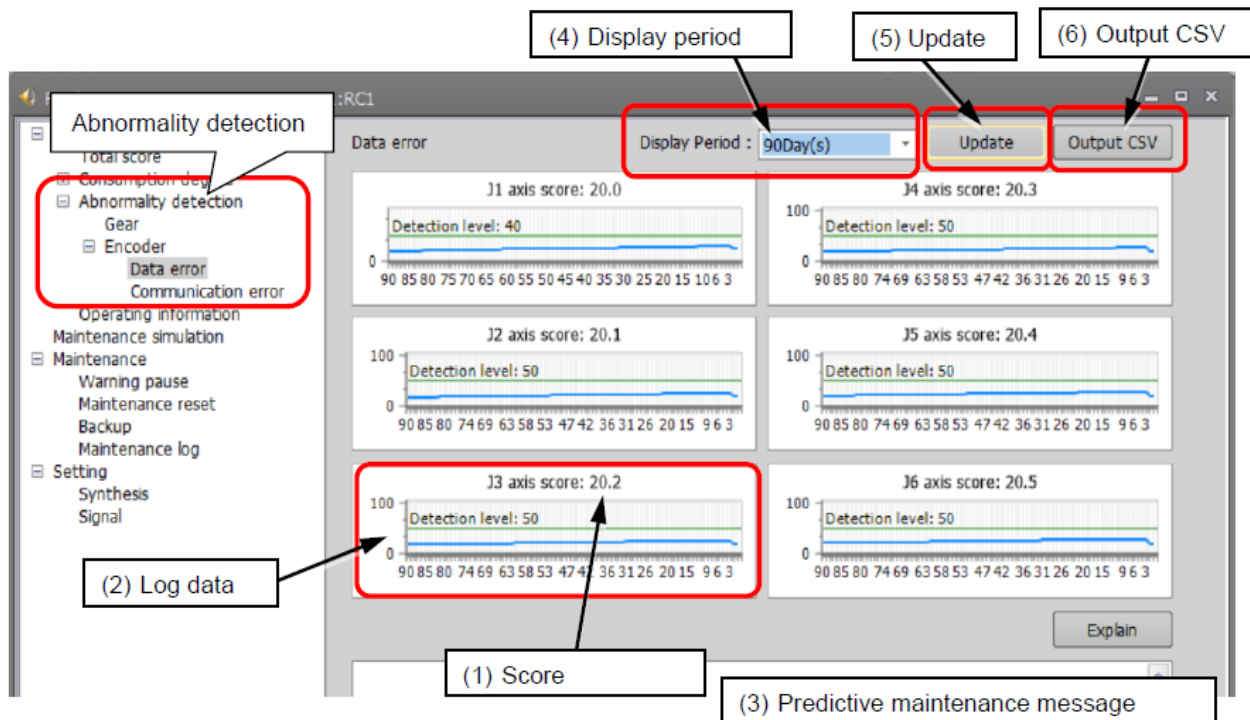 (4) Display period
(5) Update
(6) Output CSV
:RC1
Abnormality detection
Total score
Consumption degree
Abnormality detection
Gear
Encoder
Data error
Communication error
Operating information
Maintenance simulation
Maintenance
Warning pause
Maintenance reset
Backup
Maintenance log
Setting
Synthesis
Signal
Data error
Display Period :
90Day(s)
Update
Output CSV
J1 axis score: 20.0
Detection level: 40
0
90 85 80 75 70 65 60 55 50 45 40 35 30 25 20 15 10 6 3
J4 axis score: 20.3
100
Detection level: 50
0
90 85 80 74 69 63 58 53 47 42 36 31 26 20 15 9 6 3
J2 axis score: 20.1
100
Detection level: 50
0
90 85 80 74 69 63 58 53 47 42 36 31 26 20 15 9 6 3
J5 axis score: 20.4
100
Detection level: 50
0
90 85 80 74 69 63 58 53 47 42 36 31 26 20 15 9 6 3
J3 axis score: 20.2
100
Detection level: 50
0
90 85 80 74 69 63 58 53 47 42 36 31 26 20 15 9 6 3
J6 axis score: 20.5
100
Detection level: 50
0
90 85 80 74 69 63 58 53 47 42 36 31 26 20 15 9 6 3
(2) Log data
Explain
(1) Score
(3) Predictive maintenance message